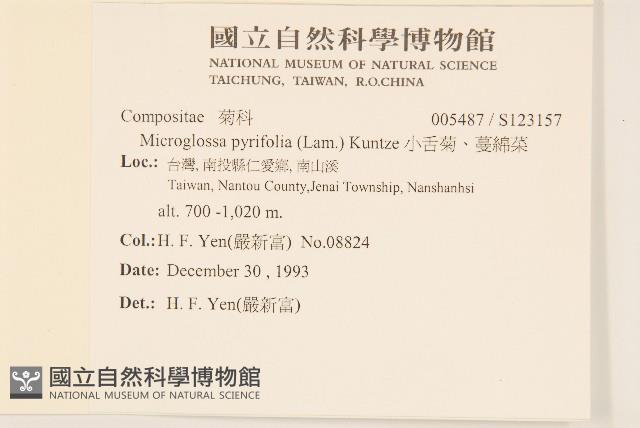 國立自然科學博物館
NATIONAL MUSEUM OF NATURAL SCIENCE
TAICHUNG, TAIWAN, R.O.CHINA
Compositae 菊科 005487 / S123157
Microglossa pyrifolia (Lam.) Kuntze 小舌菊、蔓綿菜
Loc.: 台灣, 南投縣仁愛鄉, 南山溪
Taiwan, Nantou County,Jenai Township, Nanshanhsi
alt. 700 -1,020 m.
Col.:H. F. Yen(嚴新富) No.08824
Date: December 30 , 1993
Det.: H. F. Yen(嚴新富)
國立自然科學博物館
NATIONAL MUSEUM OF NATURAL SCIENCE